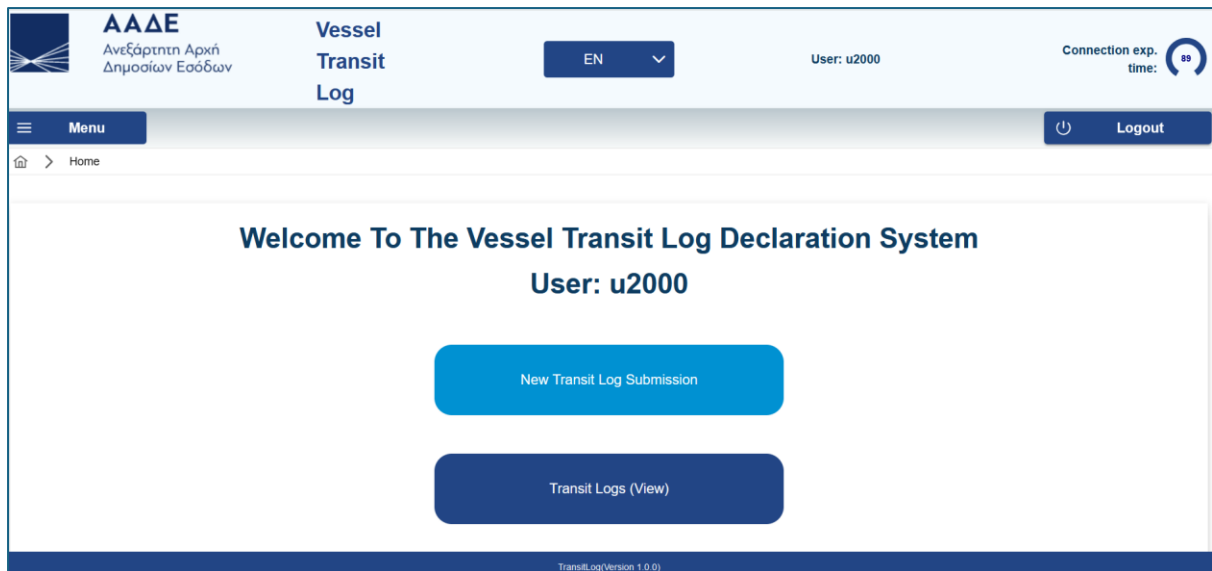 ΑΑΔΕ
Ανεξάρτητη Αρχή
Δημοσίων Εσόδων
Vessel
Transit
Log
EN
User: u2000
Connection exp.
time:
89
Menu
Logout
Home
Welcome To The Vessel Transit Log Declaration System
User: u2000
New Transit Log Submission
Transit Logs (View)
TransitLog(Version 1.0.0)